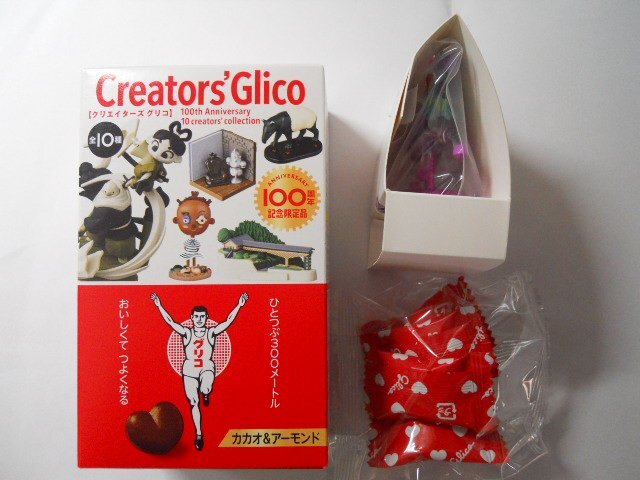 Creators'Glico
【クリエイターズ グリコ】 100th Anniversary
10 creators' collection
全10種
ANNIVERSARY
100周年
記念限定品
ひとつぶ300メートル
おいしくて つよくなる
グリコ
カカオ&アーモンド
glico
glico
Glico